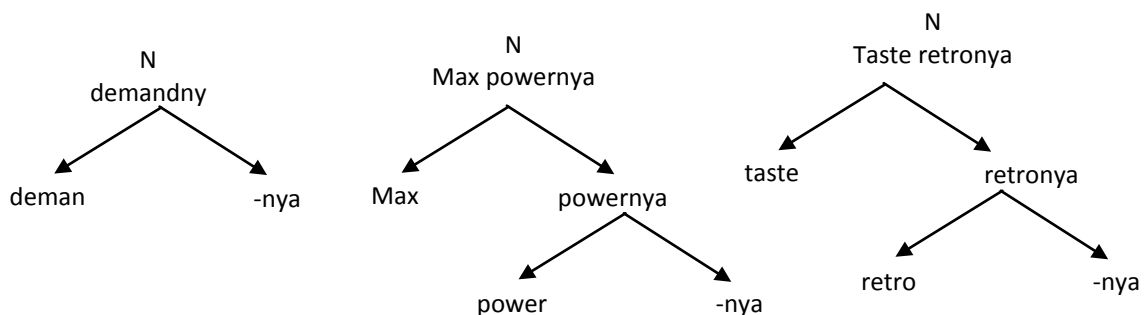 N
demandny
deman
-nya
N
Max powernya
Max
powernya
power
-nya
N
Taste retronya
taste
retronya
retro
-nya